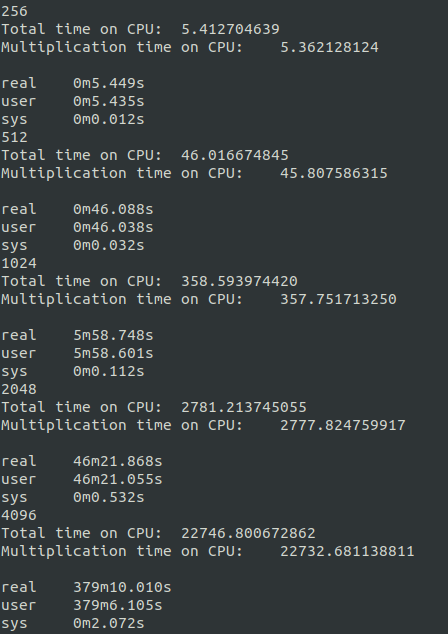 256
Total time on CPU:  5.412704639
Multiplication time on CPU:    5.362128124
real    0m5.449s
user    0m5.435s
sys     0m0.012s
512
Total time on CPU:  46.016674845
Multiplication time on CPU:    45.807586315
real    0m46.088s
user    0m46.038s
sys     0m0.032s
1024
Total time on CPU:  358.593974420
Multiplication time on CPU:    357.751713250
real    5m58.748s
user    5m58.601s
sys     0m0.112s
2048
Total time on CPU:  2781.213745055
Multiplication time on CPU:    2777.824759917
real    46m21.868s
user    46m21.055s
sys     0m0.532s
4096
Total time on CPU:  22746.800672862
Multiplication time on CPU:    22732.681138811
real    379m10.010s
user    379m6.105s
sys     0m2.072s